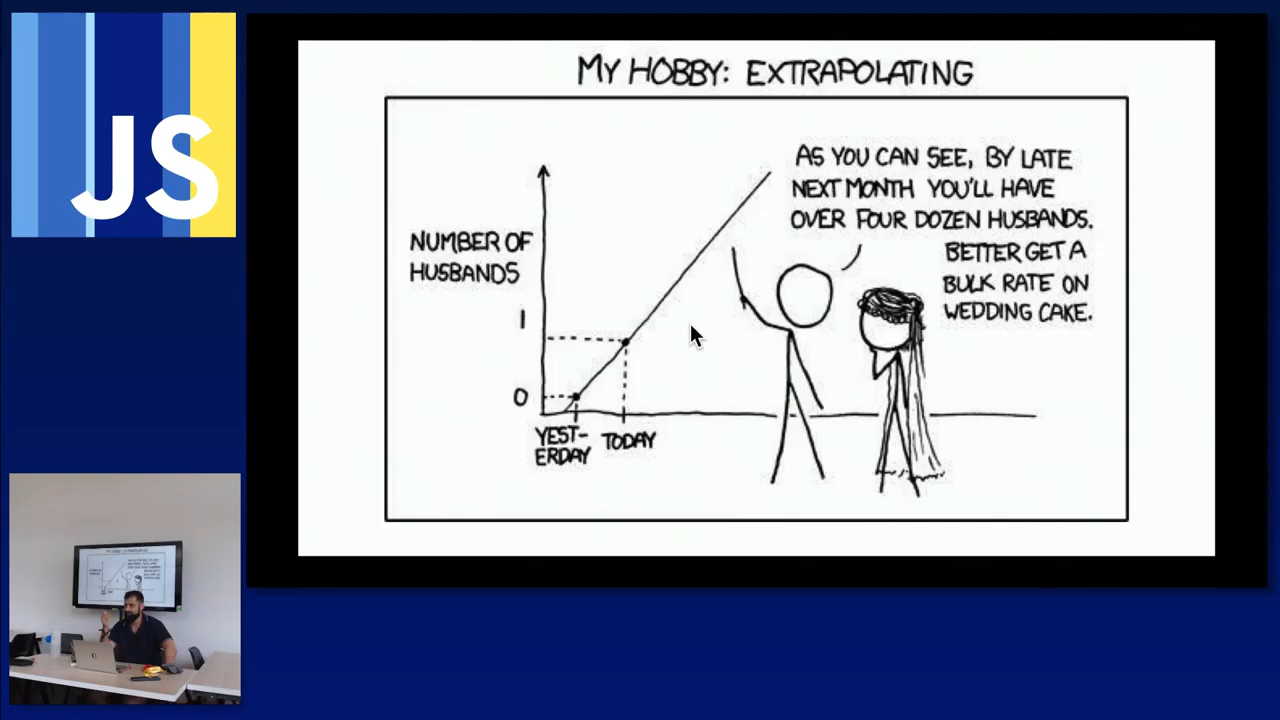 JS
MY HOBBY: EXTRAPOLATING
AS YOU CAN SEE, BY LATE
NEXT MONTH YOU'LL HAVE
OVER FOUR DOZEN HUSBANDS.
BETTER GET A
BULK RATE ON
WEDDING CAKE.
NUMBER OF
HUSBANDS
1
0
YEST-
ERDAY
TODAY